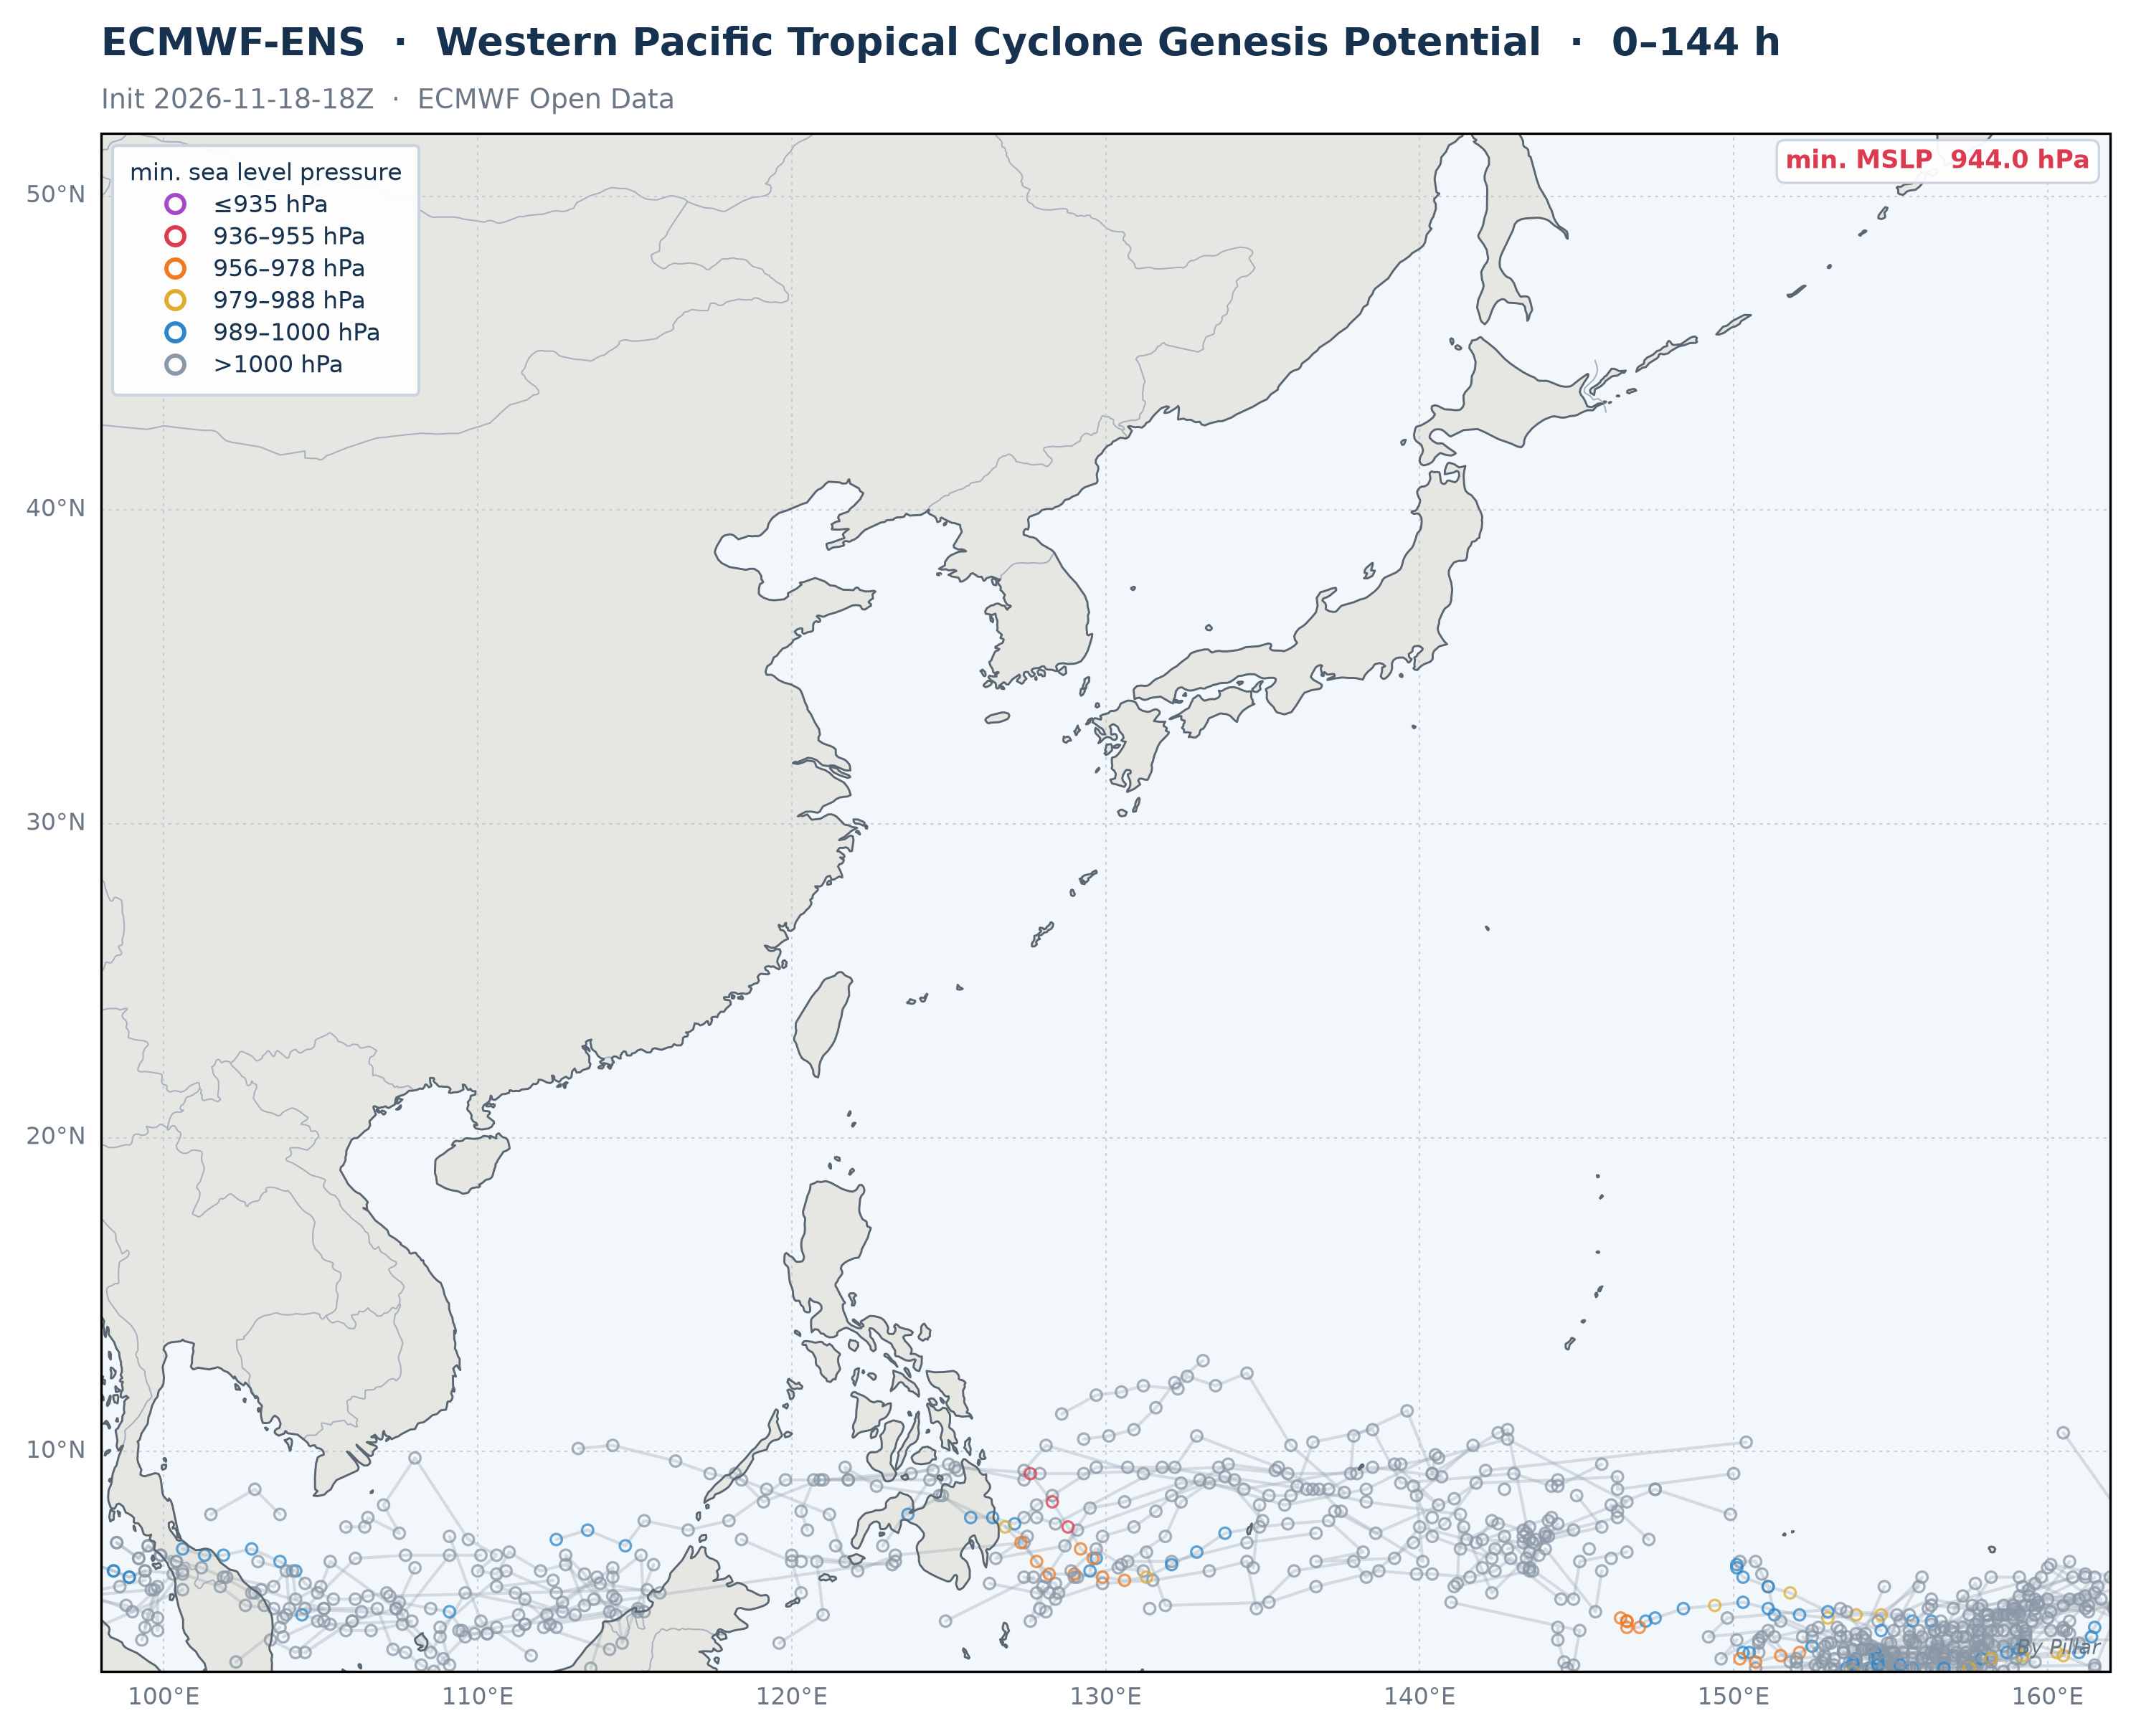 ECMWF-ENS · Western Pacific Tropical Cyclone Genesis Potential · 0–144 h
Init 2026-11-18-18Z · ECMWF Open Data
min. sea level pressure
≤935 hPa
936–955 hPa
956–978 hPa
979–988 hPa
989–1000 hPa
>1000 hPa
min. MSLP 944.0 hPa
50°N
40°N
30°N
20°N
10°N
By Pillar
100°E 110°E 120°E 130°E 140°E 150°E 160°E